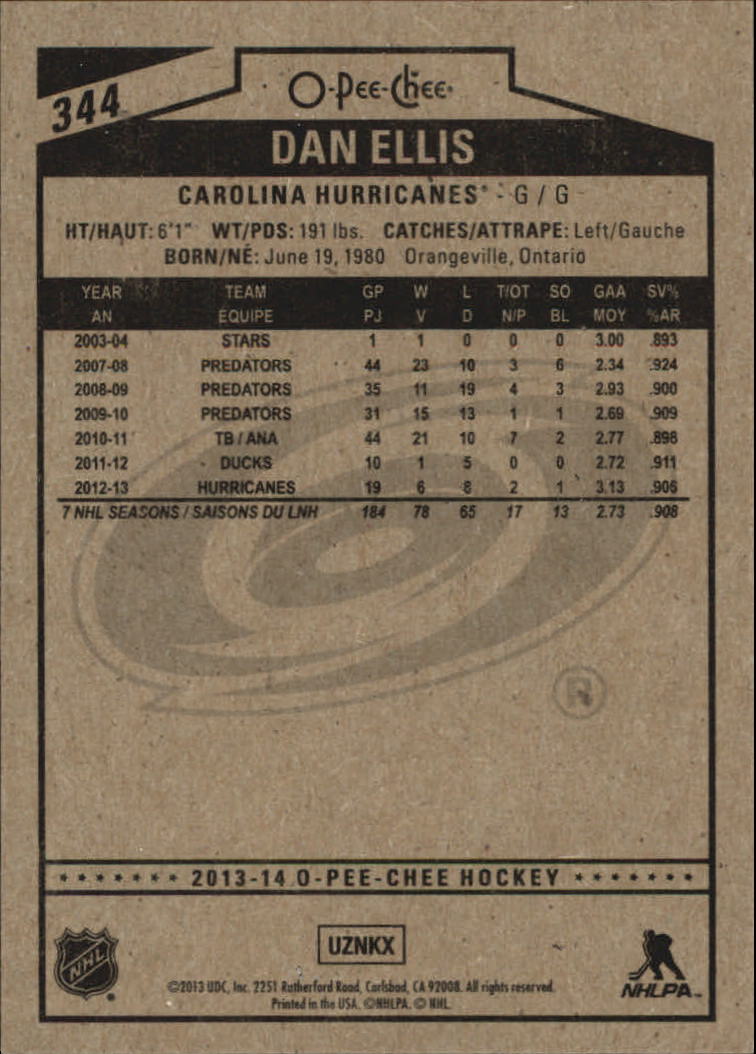 344
O-Pee-Chee
DAN ELLIS
CAROLINA HURRICANES® - G / G
HT/HAUT: 6'1" WT/PDS: 191 lbs. CATCHES/ATTRAPE: Left/Gauche
BORN/NÉ: June 19, 1980 Orangeville, Ontario
YEAR TEAM GP W L T/OT SO GAA SV%
AN ÉQUIPE PJ V D N/P BL MOY %AR
2003-04 STARS 1 1 0 0 0 3.00 .893
2007-08 PREDATORS 44 23 10 3 6 2.34 .924
2008-09 PREDATORS 35 11 19 4 3 2.93 .900
2009-10 PREDATORS 31 15 13 1 1 2.69 .909
2010-11 TB / ANA 44 21 10 7 2 2.77 .898
2011-12 DUCKS 10 1 5 0 0 2.72 .911
2012-13 HURRICANES 19 6 8 2 1 3.13 .906
7 NHL SEASONS / SAISONS DU LNH 184 78 65 17 13 2.73 .908
®
★ ★ ★ ★ ★ ★ ★ 2013-14 O-PEE-CHEE HOCKEY ★ ★ ★ ★ ★ ★ ★
UZNKX
NHL
©2013 UDC, Inc. 2251 Rutherford Road, Carlsbad, CA 92008. All rights reserved.
Printed in the USA. ©NHLPA. © NHL
NHLPA™